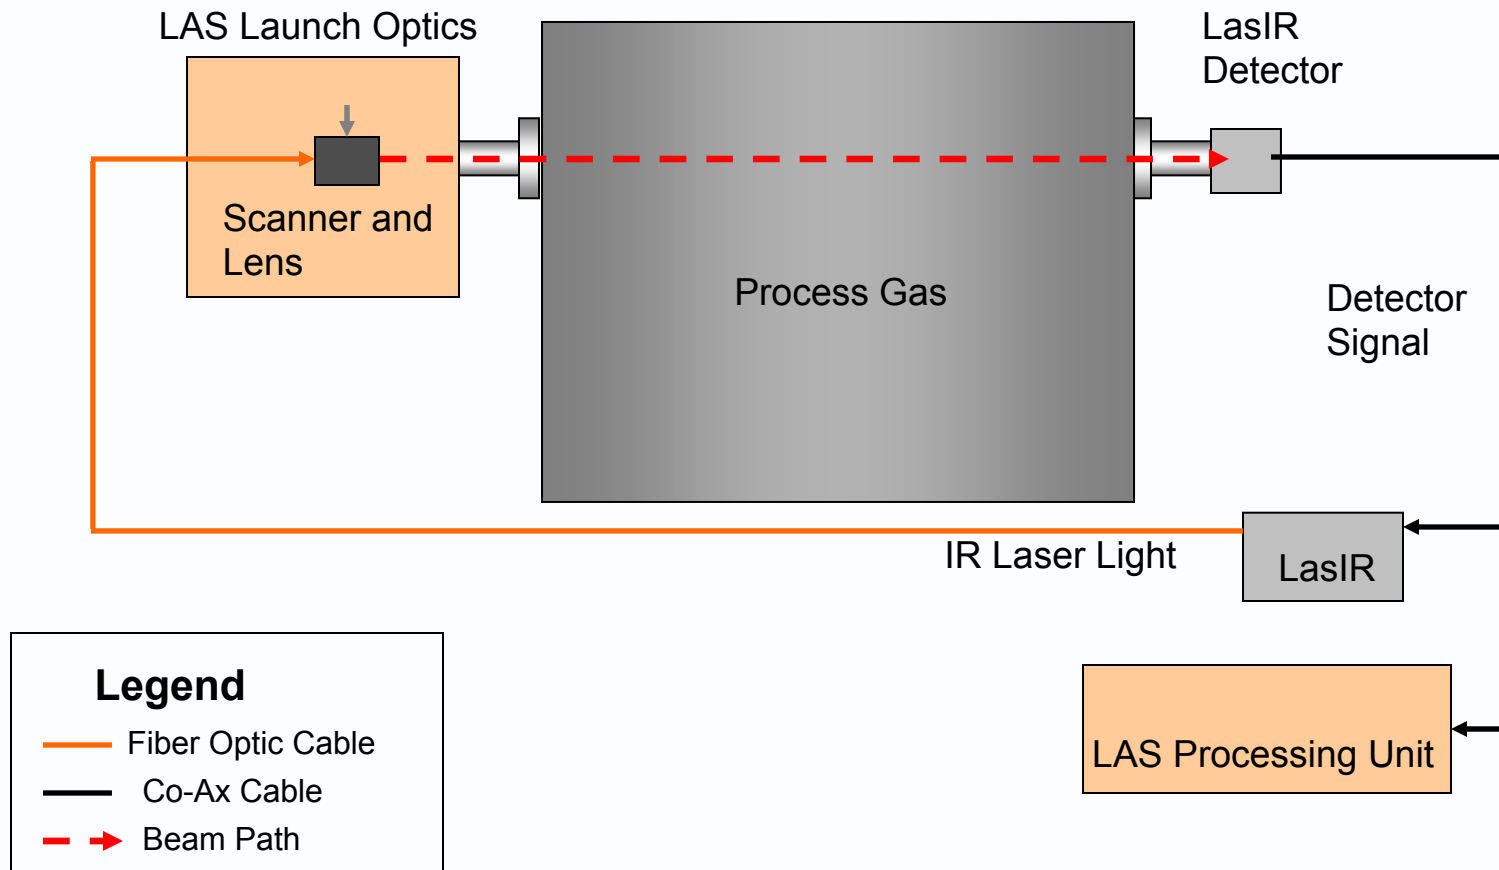 LAS Launch Optics
LasIR
Detector
Scanner and
Lens
Process Gas
Detector
Signal
IR Laser Light
LasIR
LAS Processing Unit
Legend
Fiber Optic Cable
Co-Ax Cable
Beam Path